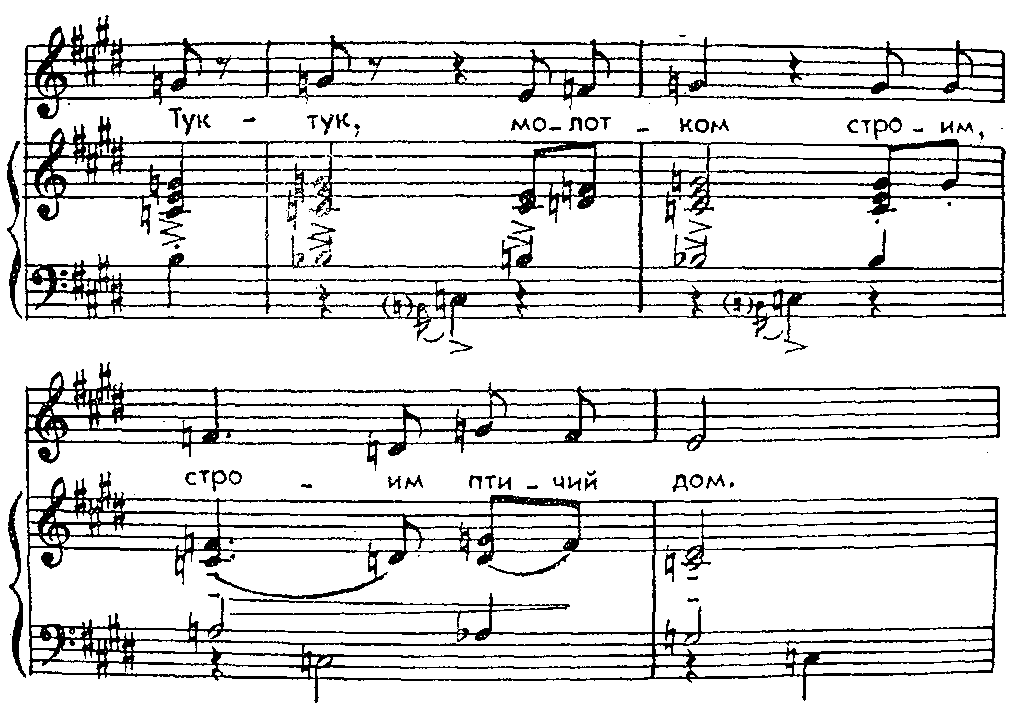 Тук - тук, мо-лот - ком стро - им,
стро - им пти - чий дом.